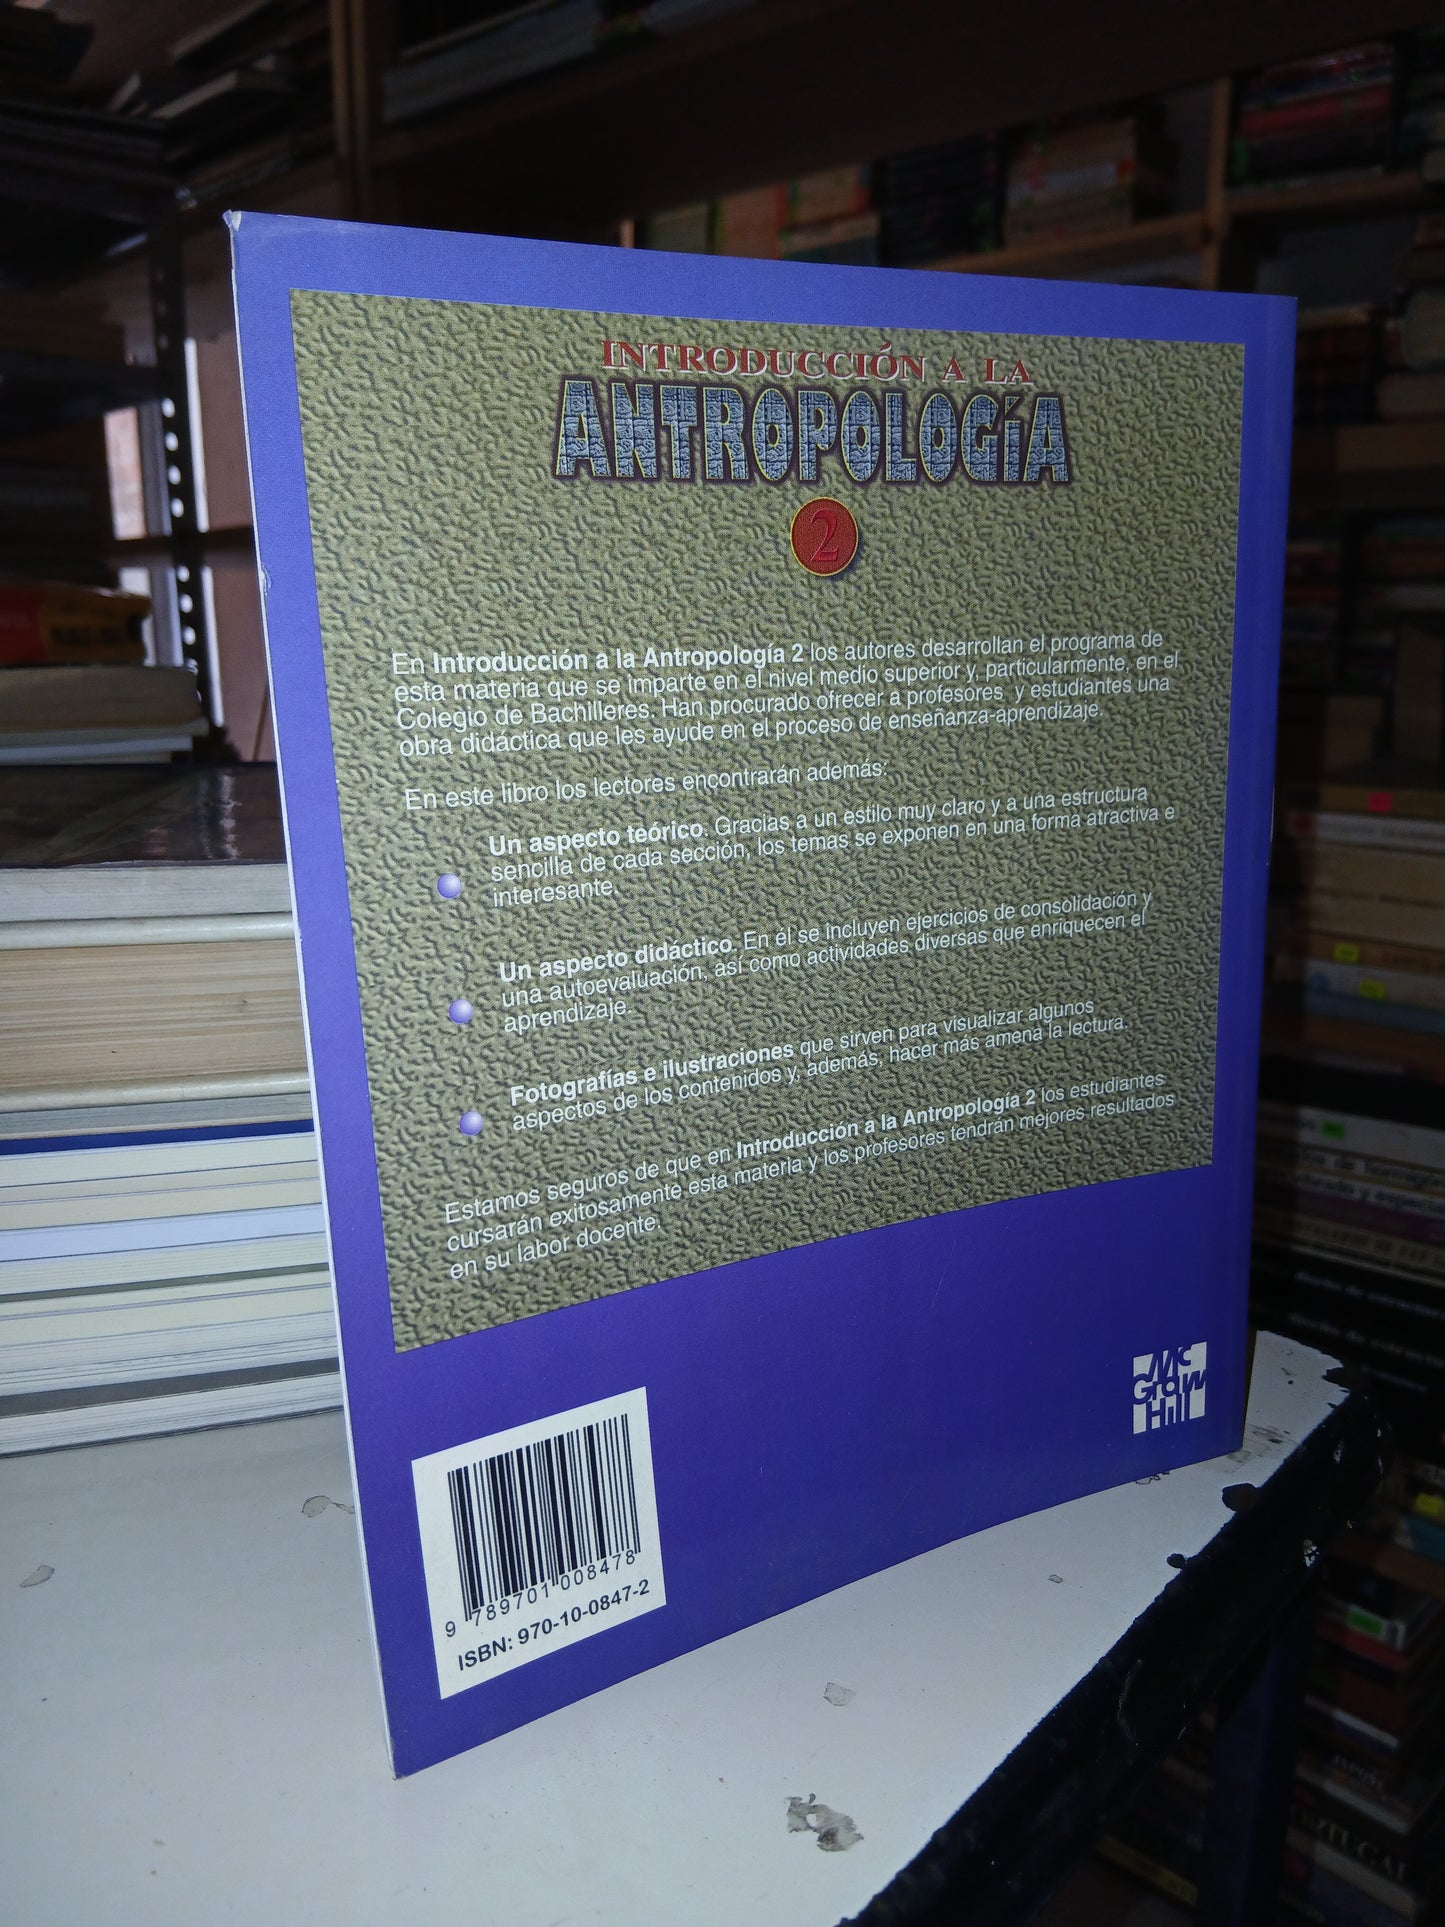 INTRODUCCIÓN A LA
ANTROPOLOGíA
2
En Introducción a la Antropología 2 los autores desarrollan el programa de
esta materia que se imparte en el nivel medio superior y, particularmente, en el
Colegio de Bachilleres. Han procurado ofrecer a profesores y estudiantes una
obra didáctica que les ayude en el proceso de enseñanza-aprendizaje.
En este libro los lectores encontrarán además:
Un aspecto teórico. Gracias a un estilo muy claro y a una estructura
sencilla de cada sección, los temas se exponen en una forma atractiva e
interesante.
Un aspecto didáctico. En él se incluyen ejercicios de consolidación y
una autoevaluación, así como actividades diversas que enriquecen el
aprendizaje.
Fotografías e ilustraciones que sirven para visualizar algunos
aspectos de los contenidos y, además, hacer más amena la lectura.
Estamos seguros de que en Introducción a la Antropología 2 los estudiantes
cursarán exitosamente esta materia y los profesores tendrán mejores resultados
en su labor docente.
Mc
Graw
Hill
9 789701 008478
ISBN: 970-10-0847-2